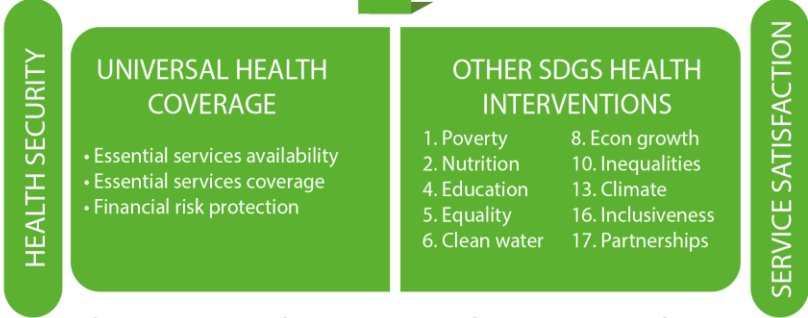 HEALTH SECURITY
UNIVERSAL HEALTH
COVERAGE
• Essential services availability
• Essential services coverage
• Financial risk protection
OTHER SDGS HEALTH
INTERVENTIONS
1. Poverty
2. Nutrition
4. Education
5. Equality
6. Clean water
8. Econ growth
10. Inequalities
13. Climate
16. Inclusiveness
17. Partnerships
SERVICE SATISFACTION